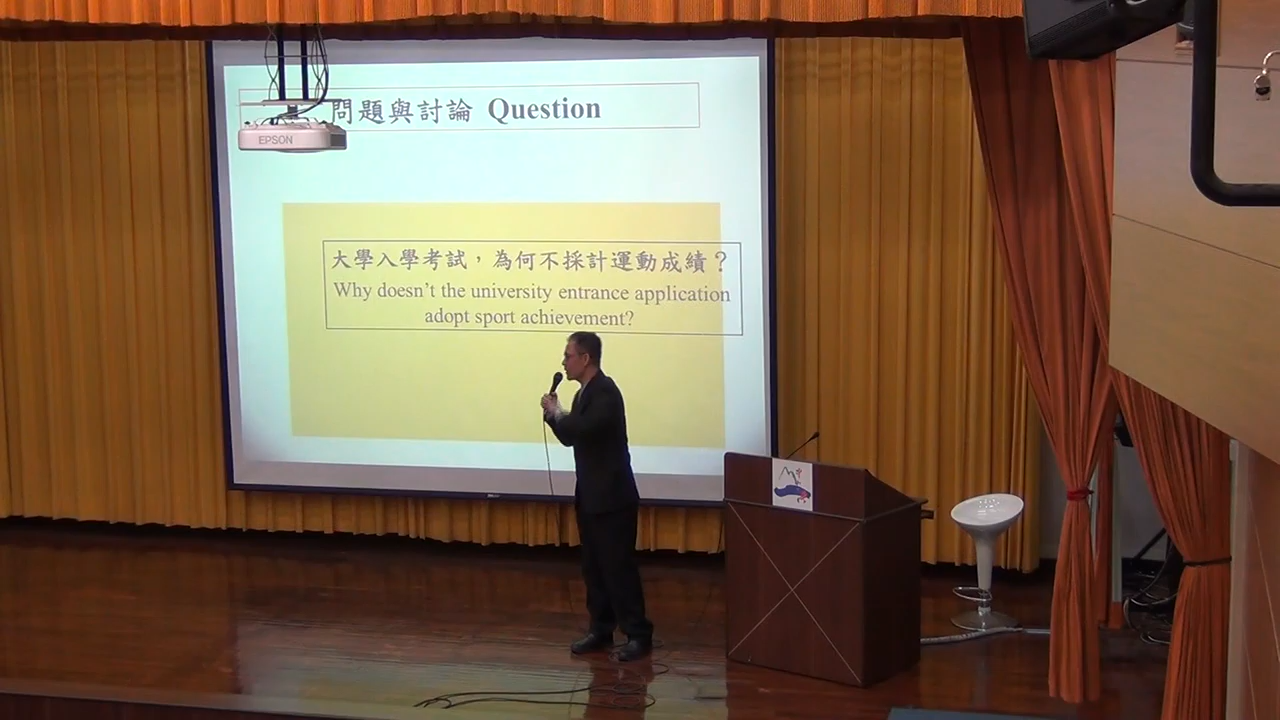 問題與討論 Question
EPSON
大學入學考試，為何不採計運動成績？
Why doesn't the university entrance application
adopt sport achievement?